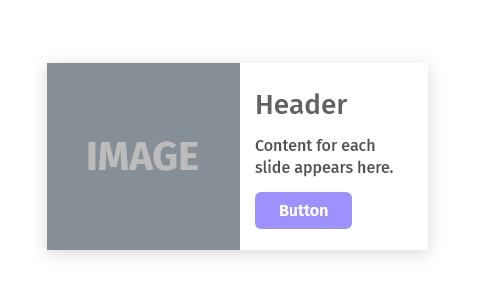 IMAGE
Header
Content for each
slide appears here.
Button